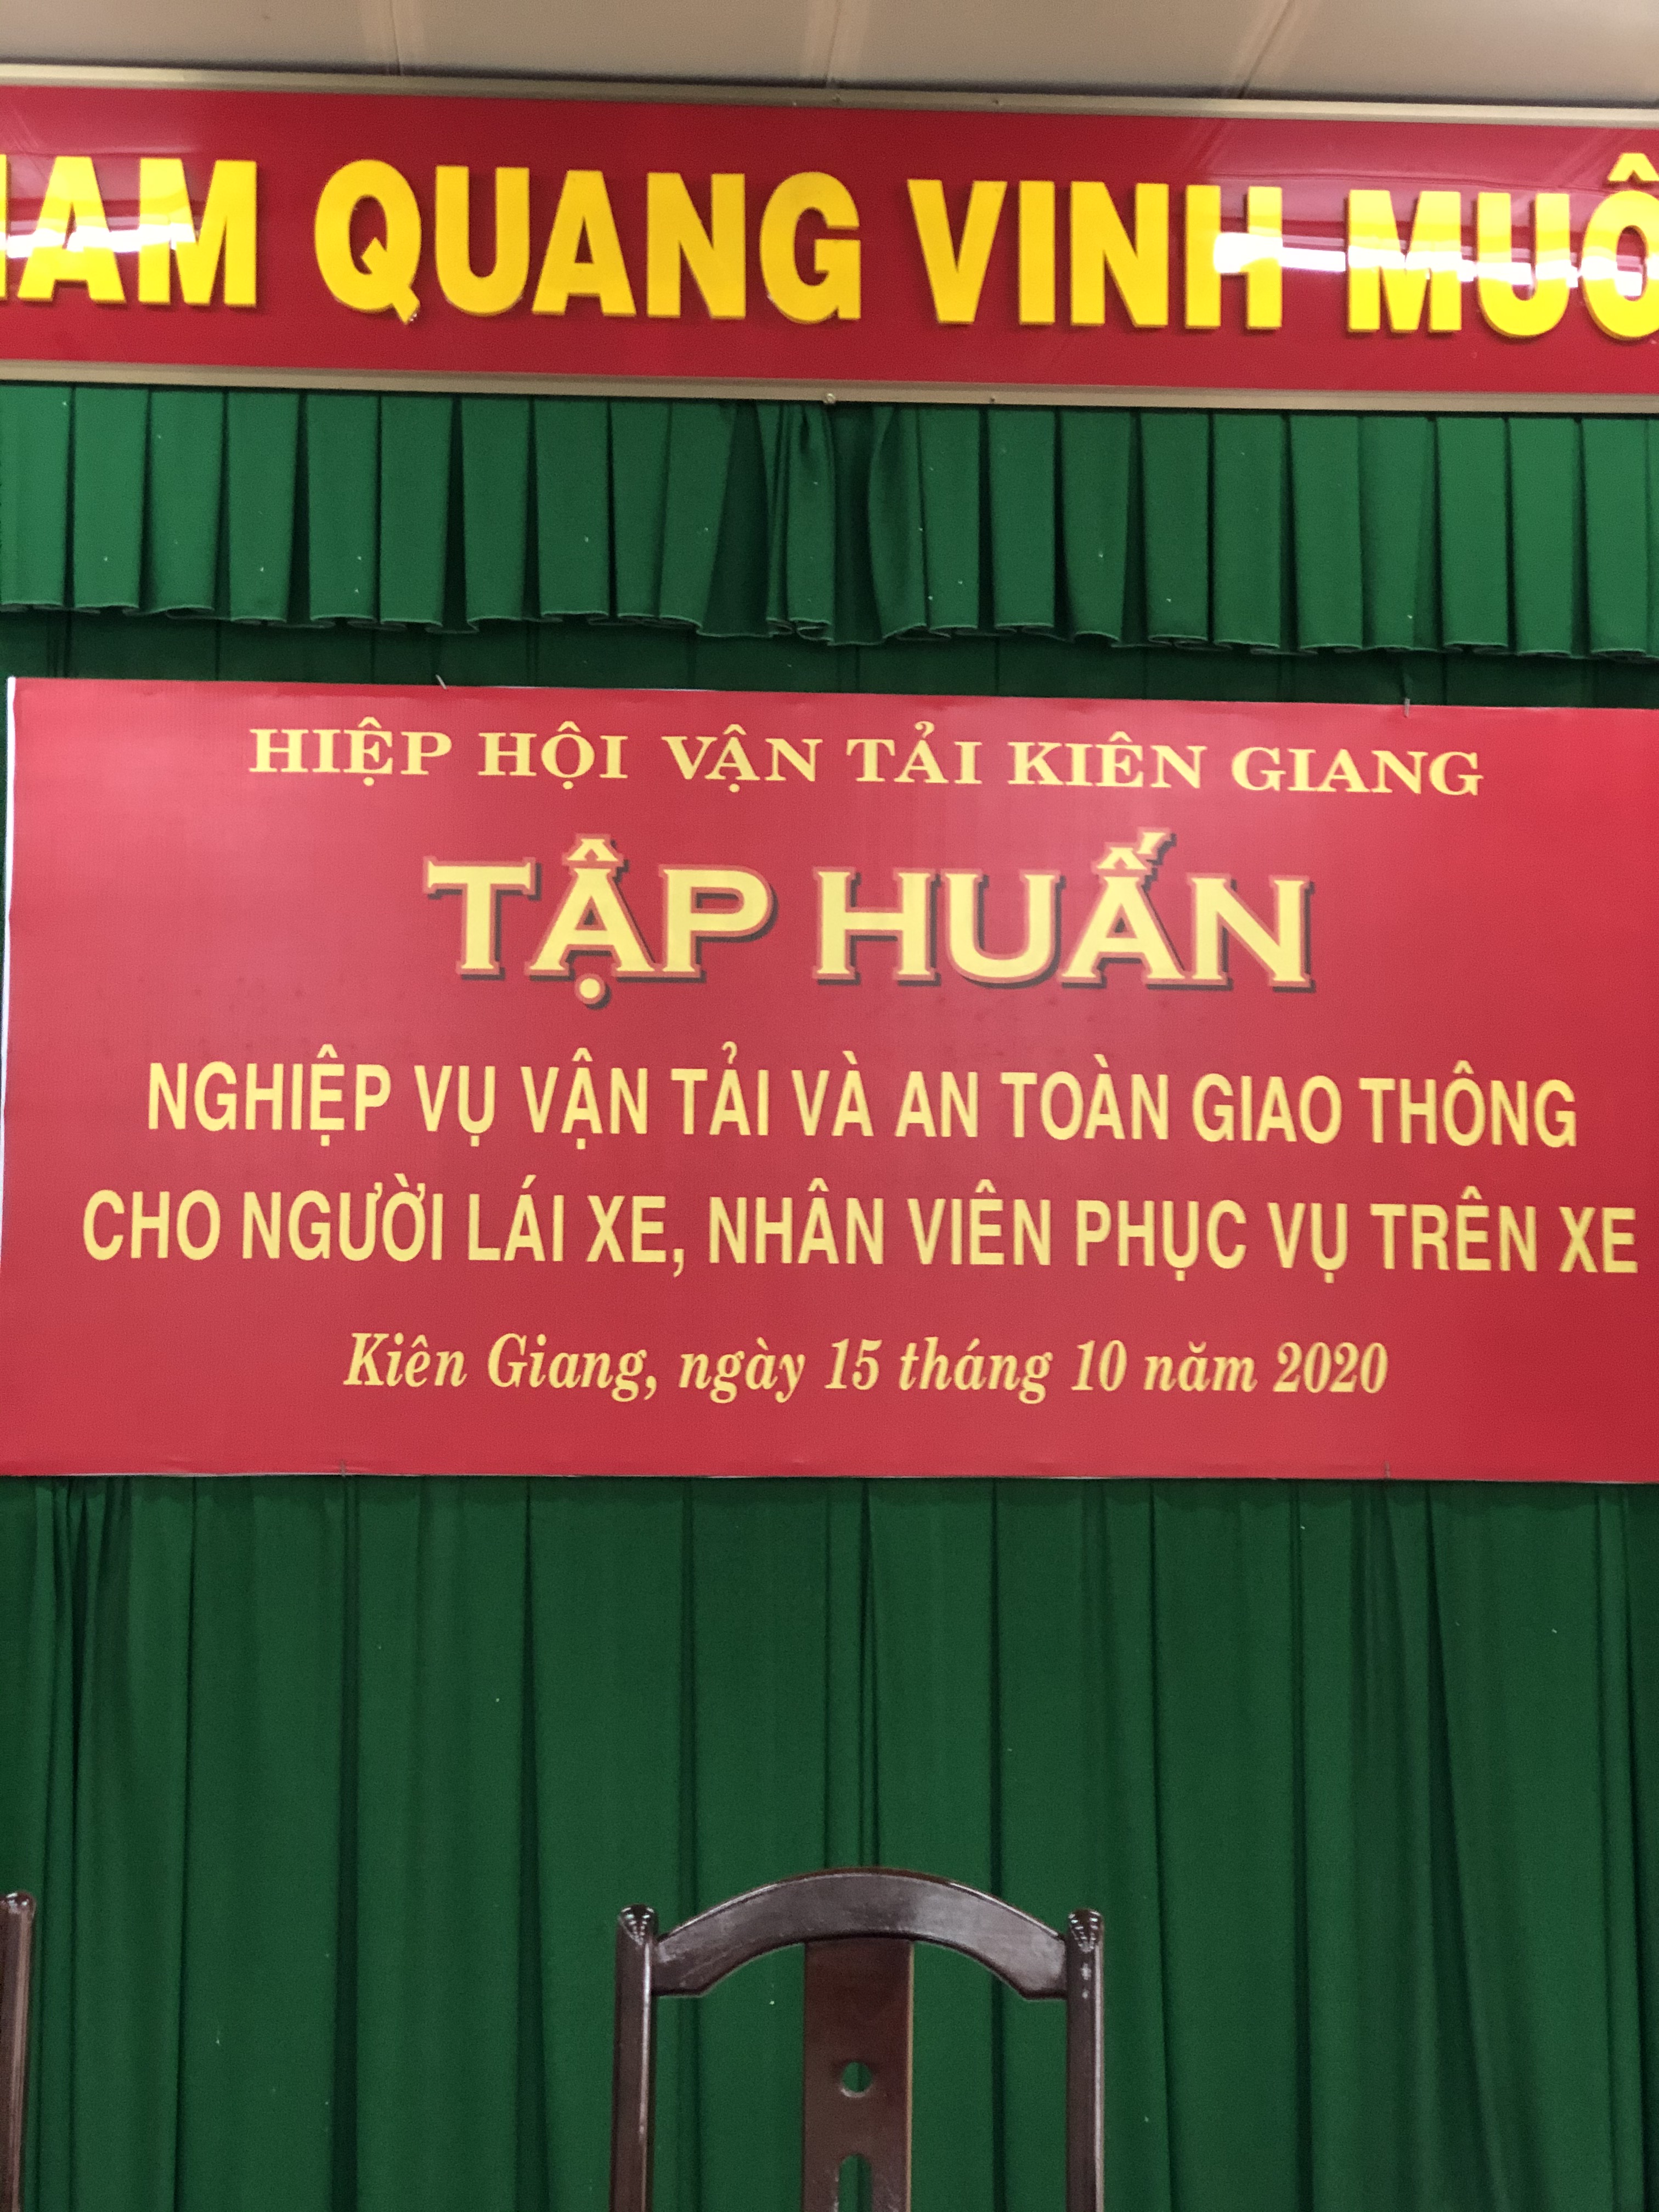 QUANG VINH
HIỆP HỘI VẬN TẢI KIÊN GIANG
TẬP HUẤN
NGHIỆP VỤ VẬN TẢI VÀ AN TOÀN GIAO THÔNG
CHO NGƯỜI LÁI XE, NHÂN VIÊN PHỤC VỤ TRÊN XE
Kiên Giang, ngày 15 tháng 10 năm 2020